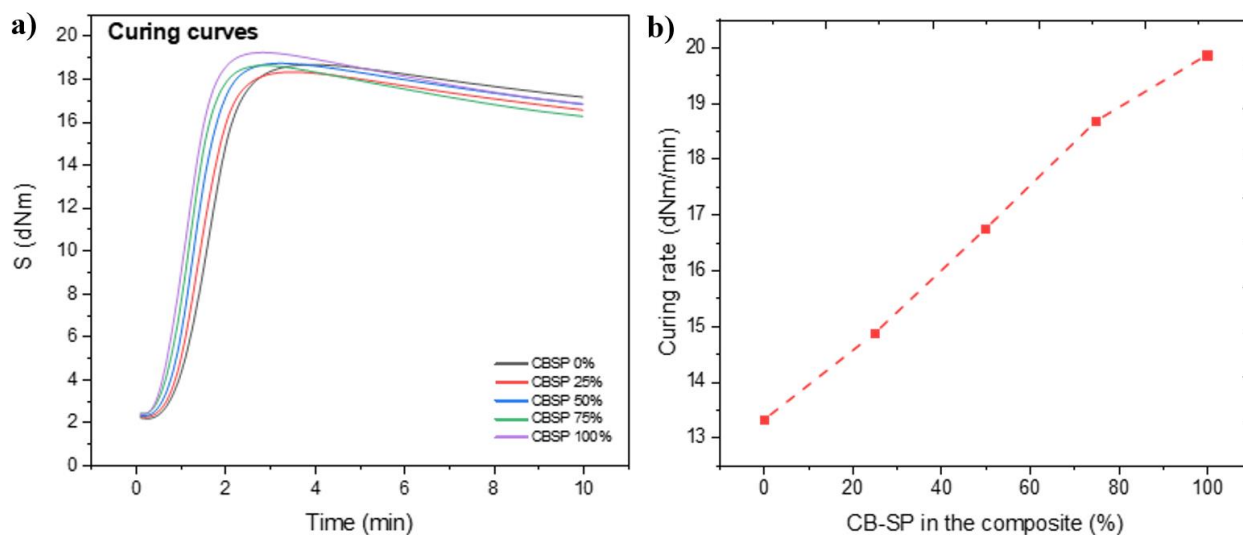 a)
Curing curves
S (dNm)
20
18
16
14
12
10
8
6
4
2
0
CBSP 0%
CBSP 25%
CBSP 50%
CBSP 75%
CBSP 100%
0 2 4 6 8 10
Time (min)
b)
Curing rate (dNm/min)
20
19
18
17
16
15
14
13
0 20 40 60 80 100
CB-SP in the composite (%)